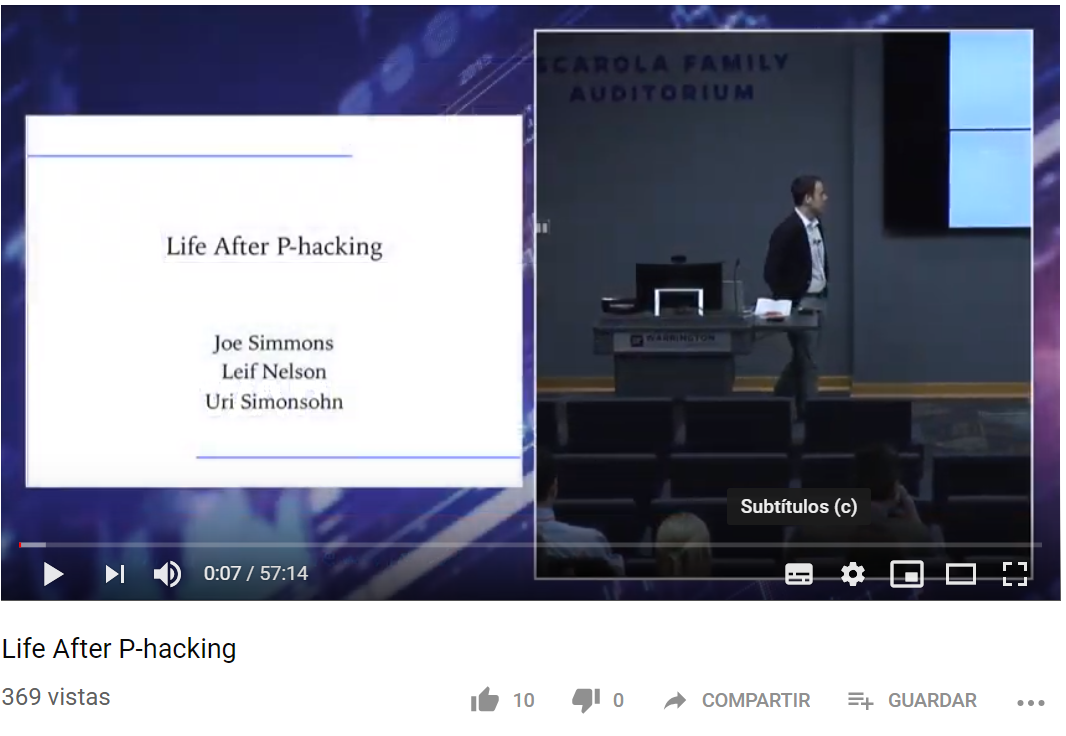 SCAROLA FAMILY
AUDITORIUM
Life After P-hacking
Joe Simmons
Leif Nelson
Uri Simonsohn
WARRINGTON
Subtítulos (c)
0:07 / 57:14
Life After P-hacking
369 vistas
10
0
COMPARTIR
GUARDAR